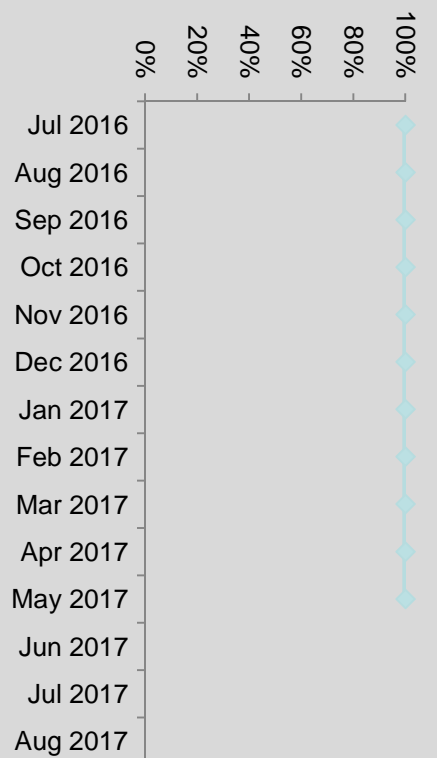 100%
80%
60%
40%
20%
0%
Jul 2016
Aug 2016
Sep 2016
Oct 2016
Nov 2016
Dec 2016
Jan 2017
Feb 2017
Mar 2017
Apr 2017
May 2017
Jun 2017
Jul 2017
Aug 2017